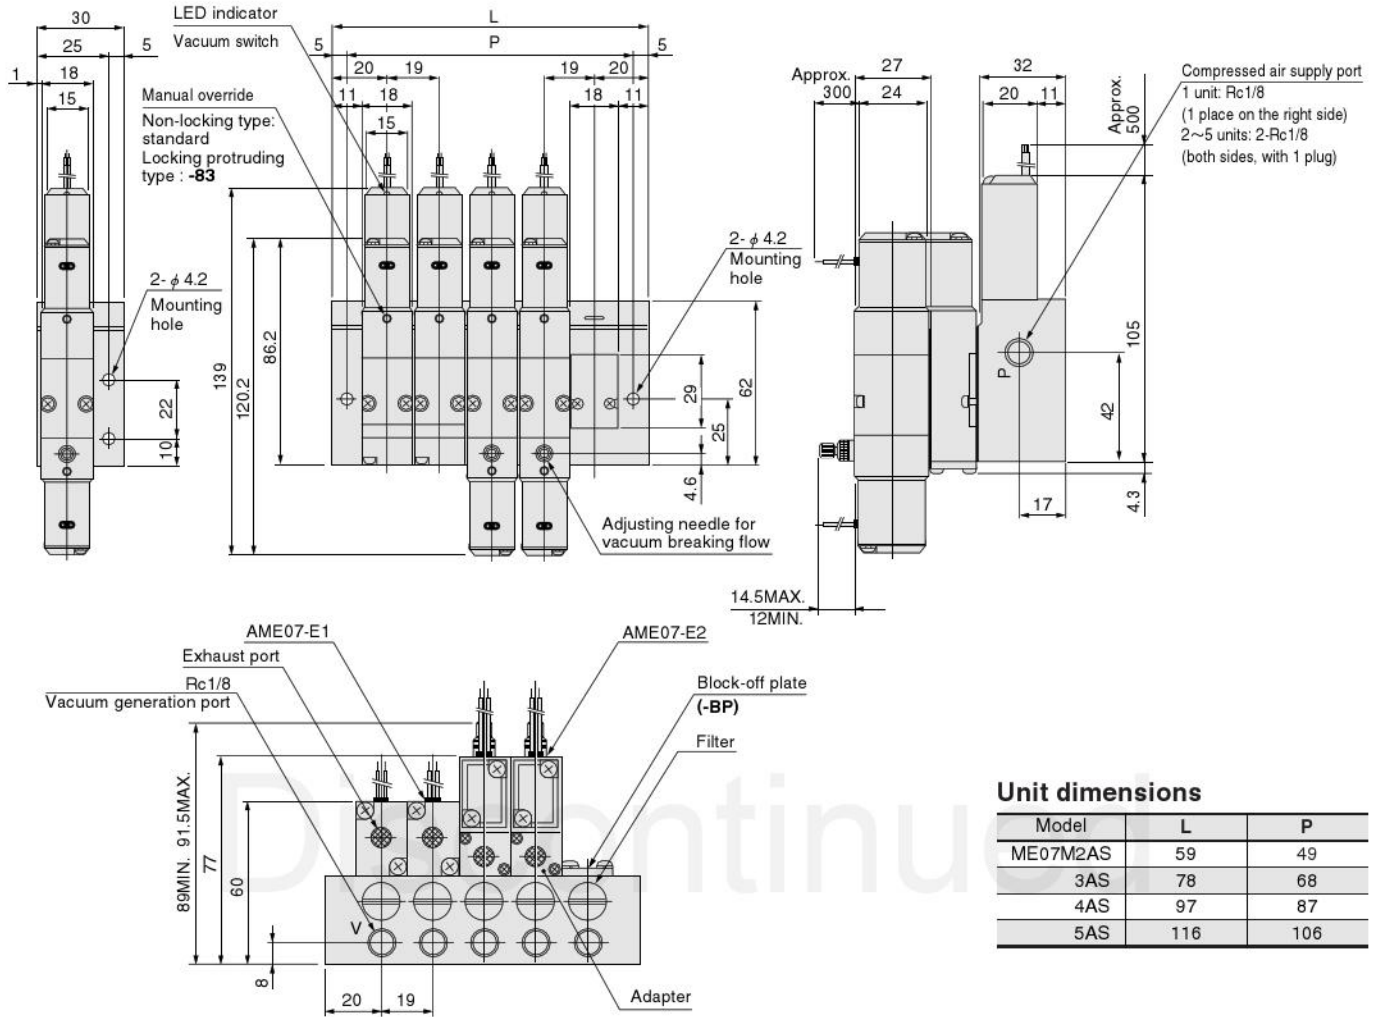 30
25
5
1
18
15
2- φ 4.2
Mounting
hole
22
10
LED indicator
Vacuum switch
Manual override
Non-locking type:
standard
Locking protruding
type : -83
L
5
P
5
20
19
19
20
11
18
18
11
15
139
120.2
86.2
2- φ 4.2
Mounting
hole
29
62
25
4.6
Adjusting needle for
vacuum breaking flow
Approx.
300
27
24
32
20
11
Approx.
500
Compressed air supply port
1 unit: Rc1/8
(1 place on the right side)
2～5 units: 2-Rc1/8
(both sides, with 1 plug)
P
105
42
4.3
17
14.5MAX.
12MIN.
AME07-E1
Exhaust port
Rc1/8
Vacuum generation port
AME07-E2
Block-off plate
(-BP)
Filter
89MIN. 91.5MAX.
77
60
V
8
20
19
Adapter
Discontinued
Unit dimensions
Model L P
ME07M2AS 59 49
3AS 78 68
4AS 97 87
5AS 116 106